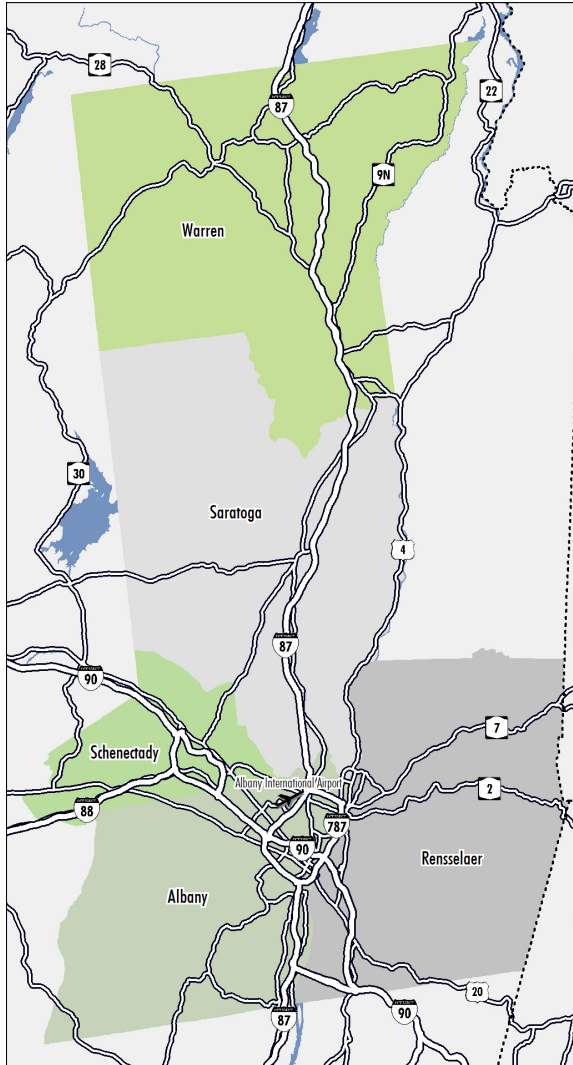 28
87
22
9N
Warren
30
Saratoga
4
87
90
7
Schenectady
Albany International Airport
2
88
787
90
Rensselaer
Albany
20
90
87